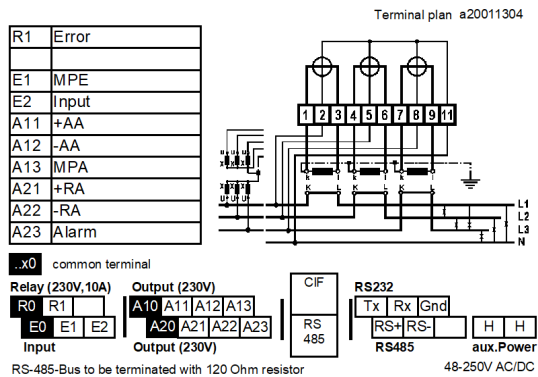 Terminal plan a20011304
R1 Error
E1 MPE
E2 Input
A11 +AA
A12 -AA
A13 MPA
A21 +RA
A22 -RA
A23 Alarm
1 2 3 4 5 6 7 8 9 11
u u u
x x x
u u u
x x x
k l k l k l
K L K L K L
L1
L2
L3
N
..x0 common terminal
Relay (230V,10A) Output (230V) CIF RS232
R0 R1 A10 A11 A12 A13 Tx Rx Gnd
E0 E1 E2 A20 A21 A22 A23 RS 485 RS+ RS- H H
Input Output (230V) RS485 aux.Power
RS-485-Bus to be terminated with 120 Ohm resistor 48-250V AC/DC